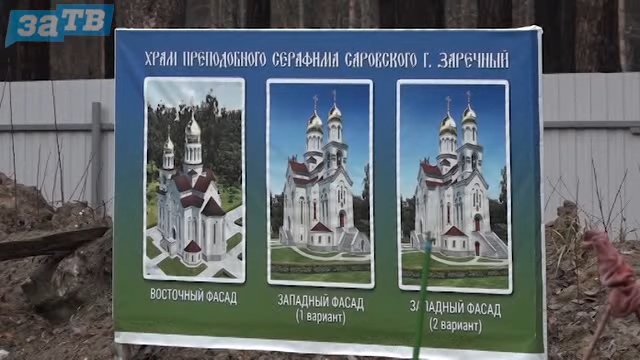 заТВ
ХРАМ ПРЕПОДОБНОГО СЕРАФИМА САРОВСКОГО Г. ЗАРЕЧНЫЙ
ВОСТОЧНЫЙ ФАСАД
ЗАПАДНЫЙ ФАСАД
(1 вариант)
ЗАПАДНЫЙ ФАСАД
(2 вариант)